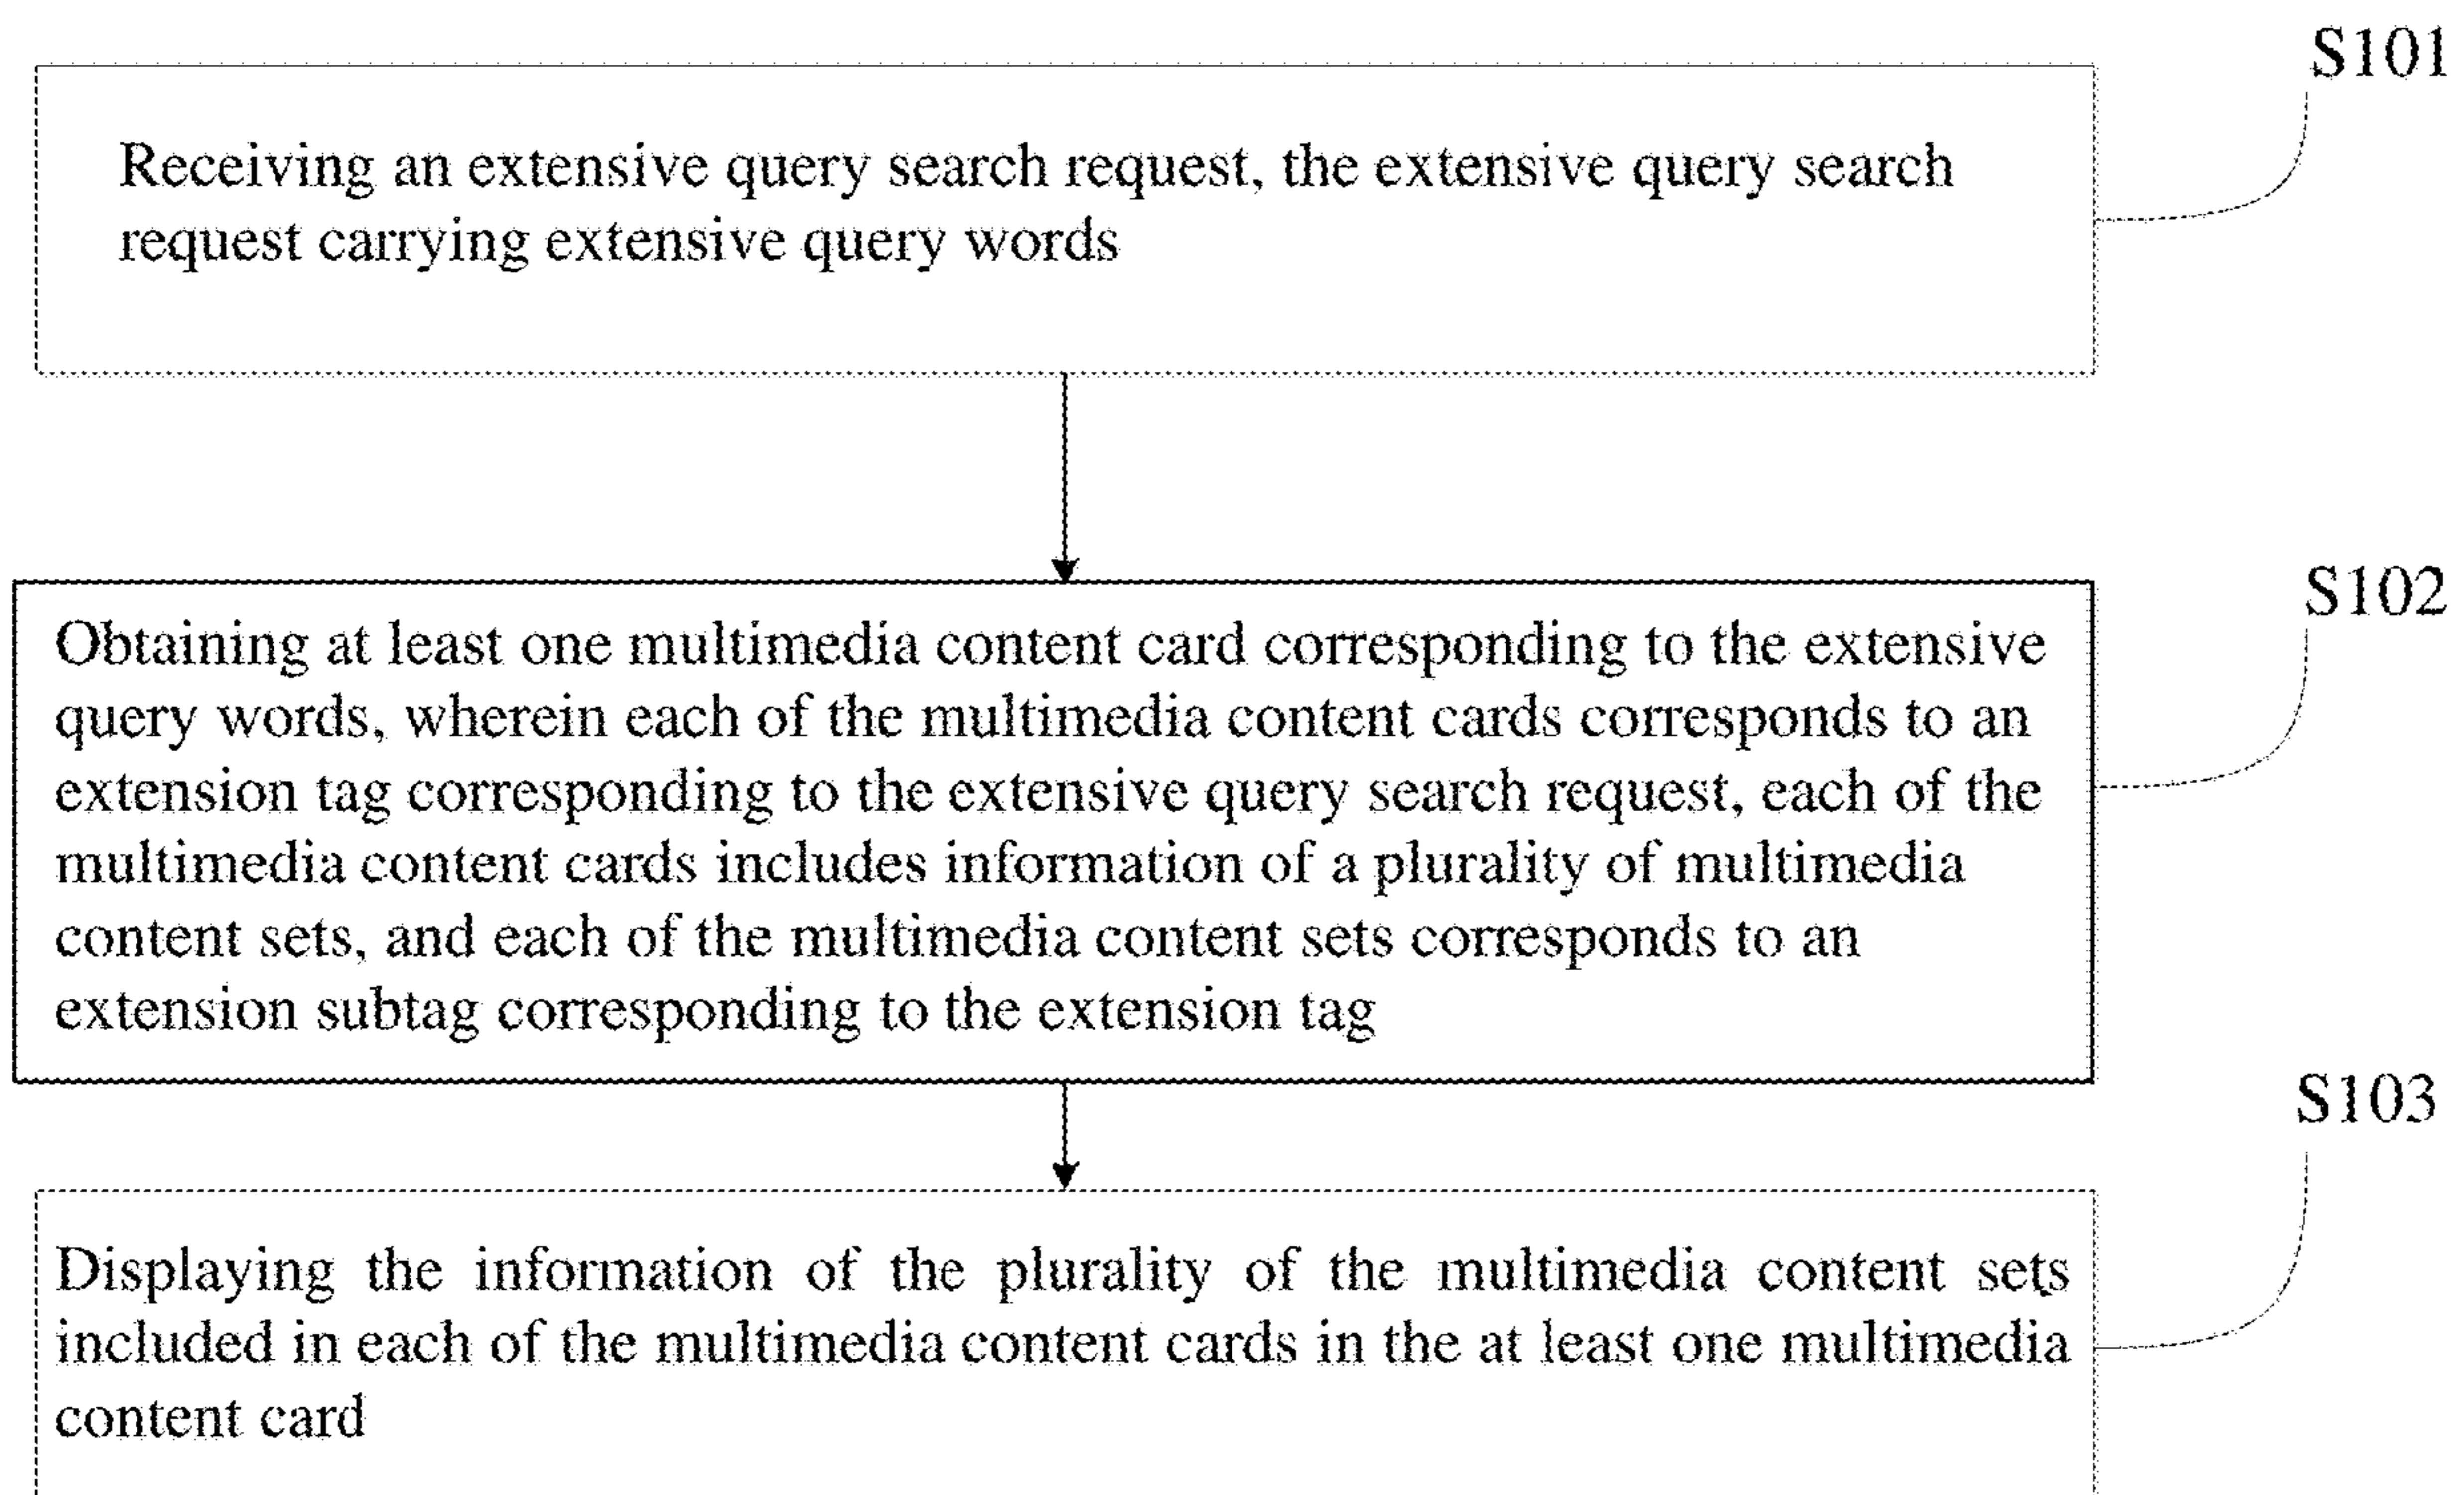 S101
Receiving an extensive query search request, the extensive query search
request carrying extensive query words
S102
Obtaining at least one multimedia content card corresponding to the extensive
query words, wherein each of the multimedia content cards corresponds to an
extension tag corresponding to the extensive query search request, each of the
multimedia content cards includes information of a plurality of multimedia
content sets, and each of the multimedia content sets corresponds to an
extension subtag corresponding to the extension tag
S103
Displaying the information of the plurality of the multimedia content sets
included in each of the multimedia content cards in the at least one multimedia
content card